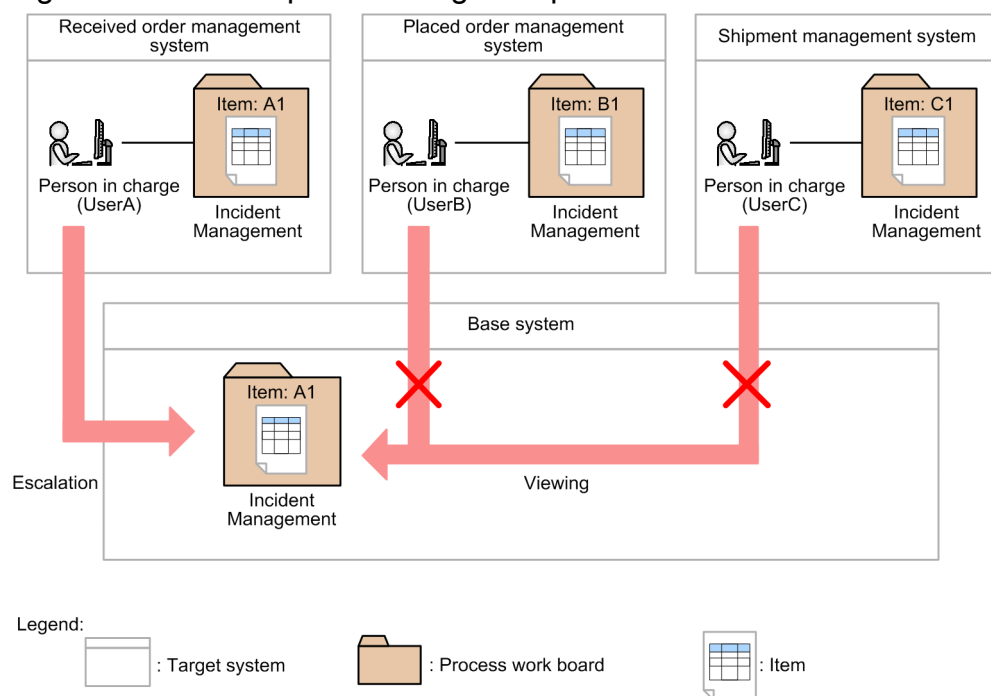 Received order management
system
Placed order management
system
Shipment management system
Item: A1
Item: B1
Item: C1
Person in charge
(UserA)
Incident
Management
Person in charge
(UserB)
Incident
Management
Person in charge
(UserC)
Incident
Management
Base system
Item: A1
Escalation
Viewing
Incident
Management
Legend:
: Target system
: Process work board
: Item